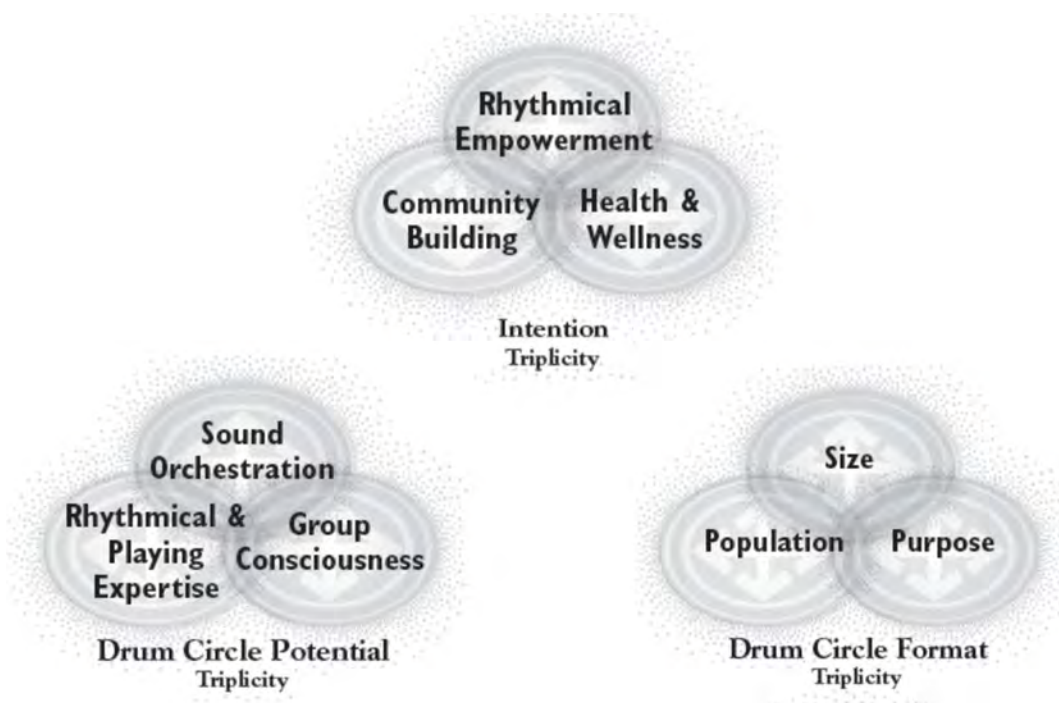 Rhythmical
Empowerment
Community
Building
Health &
Wellness
Intention
Triplicity
Sound
Orchestration
Rhythmical &
Playing
Expertise
Group
Consciousness
Drum Circle Potential
Triplicity
Size
Population
Purpose
Drum Circle Format
Triplicity